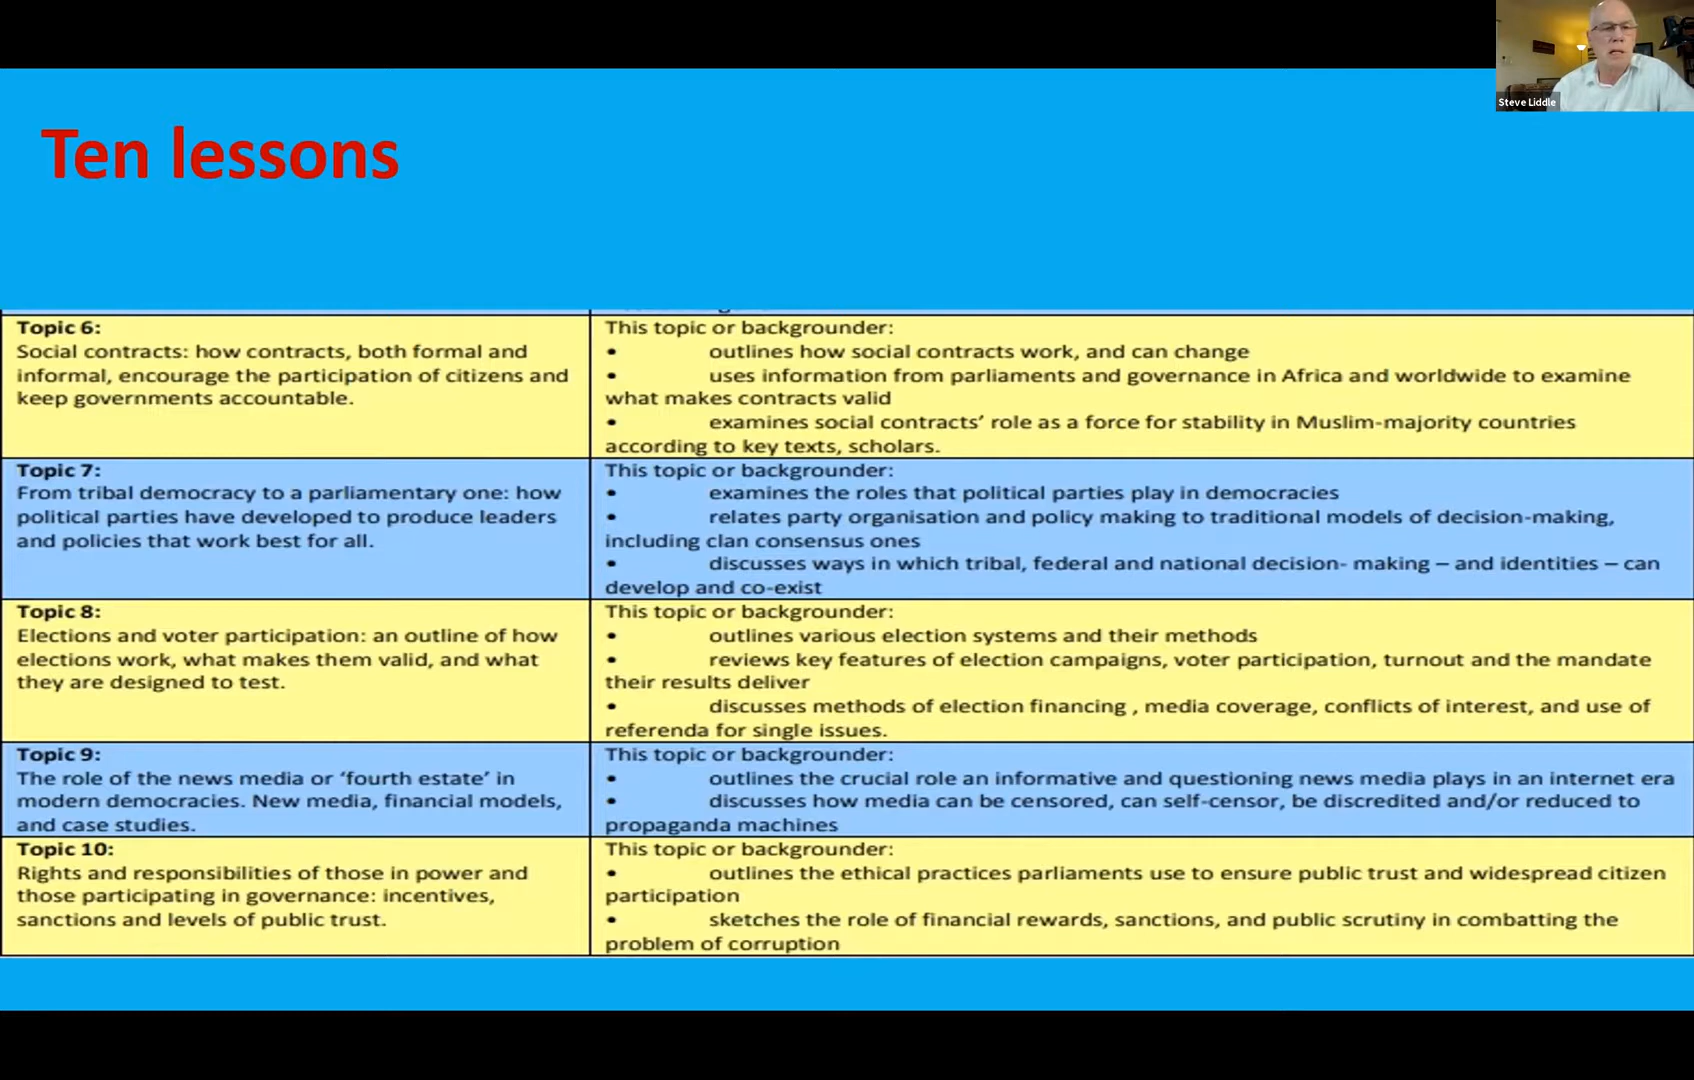 Steve Liddle
Ten lessons
Topic 6:
Social contracts: how contracts, both formal and
informal, encourage the participation of citizens and
keep governments accountable.
This topic or backgrounder:
• outlines how social contracts work, and can change
• uses information from parliaments and governance in Africa and worldwide to examine
what makes contracts valid
• examines social contracts’ role as a force for stability in Muslim-majority countries
according to key texts, scholars.
Topic 7:
From tribal democracy to a parliamentary one: how
political parties have developed to produce leaders
and policies that work best for all.
This topic or backgrounder:
• examines the roles that political parties play in democracies
• relates party organisation and policy making to traditional models of decision-making,
including clan consensus ones
• discusses ways in which tribal, federal and national decision- making – and identities – can
develop and co-exist
Topic 8:
Elections and voter participation: an outline of how
elections work, what makes them valid, and what
they are designed to test.
This topic or backgrounder:
• outlines various election systems and their methods
• reviews key features of election campaigns, voter participation, turnout and the mandate
their results deliver
• discusses methods of election financing , media coverage, conflicts of interest, and use of
referenda for single issues.
Topic 9:
The role of the news media or ‘fourth estate’ in
modern democracies. New media, financial models,
and case studies.
This topic or backgrounder:
• outlines the crucial role an informative and questioning news media plays in an internet era
• discusses how media can be censored, can self-censor, be discredited and/or reduced to
propaganda machines
Topic 10:
Rights and responsibilities of those in power and
those participating in governance: incentives,
sanctions and levels of public trust.
This topic or backgrounder:
• outlines the ethical practices parliaments use to ensure public trust and widespread citizen
participation
• sketches the role of financial rewards, sanctions, and public scrutiny in combatting the
problem of corruption